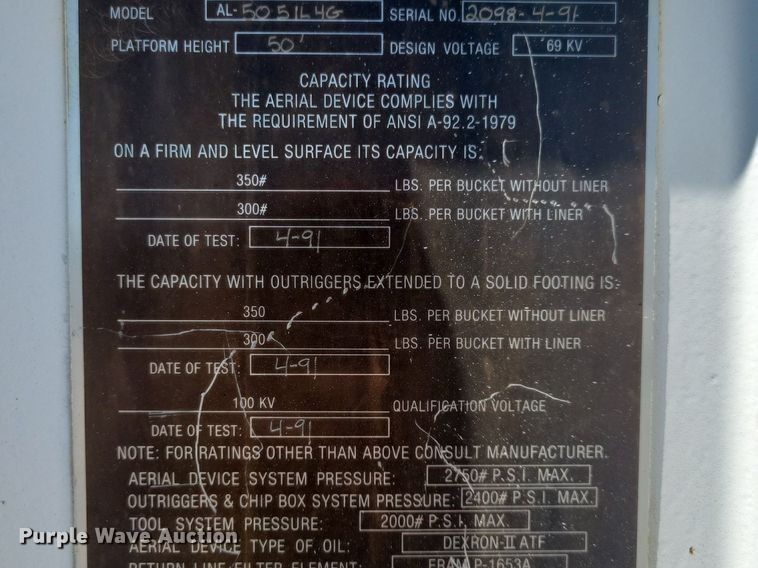 MODEL AL-5051L4G SERIAL NO. 2098-4-91
PLATFORM HEIGHT 50' DESIGN VOLTAGE 69 KV
CAPACITY RATING
THE AERIAL DEVICE COMPLIES WITH
THE REQUIREMENT OF ANSI A-92.2-1979
ON A FIRM AND LEVEL SURFACE ITS CAPACITY IS:
350# LBS. PER BUCKET WITHOUT LINER
300# LBS. PER BUCKET WITH LINER
DATE OF TEST: 4-91
THE CAPACITY WITH OUTRIGGERS EXTENDED TO A SOLID FOOTING IS:
350 LBS. PER BUCKET WITHOUT LINER
300 LBS. PER BUCKET WITH LINER
DATE OF TEST: 4-91
100 KV QUALIFICATION VOLTAGE
DATE OF TEST: 4-91
NOTE: FOR RATINGS OTHER THAN ABOVE CONSULT MANUFACTURER.
AERIAL DEVICE SYSTEM PRESSURE: 2750# P.S.I. MAX.
OUTRIGGERS & CHIP BOX SYSTEM PRESSURE: 2400# P.S.I. MAX.
TOOL SYSTEM PRESSURE: 2000# P.S.I. MAX.
AERIAL DEVICE TYPE OF OIL: DEXRON-II ATF
RETURN LINE FILTER ELEMENT: FRAM P-1653A
Purple Wave Auction